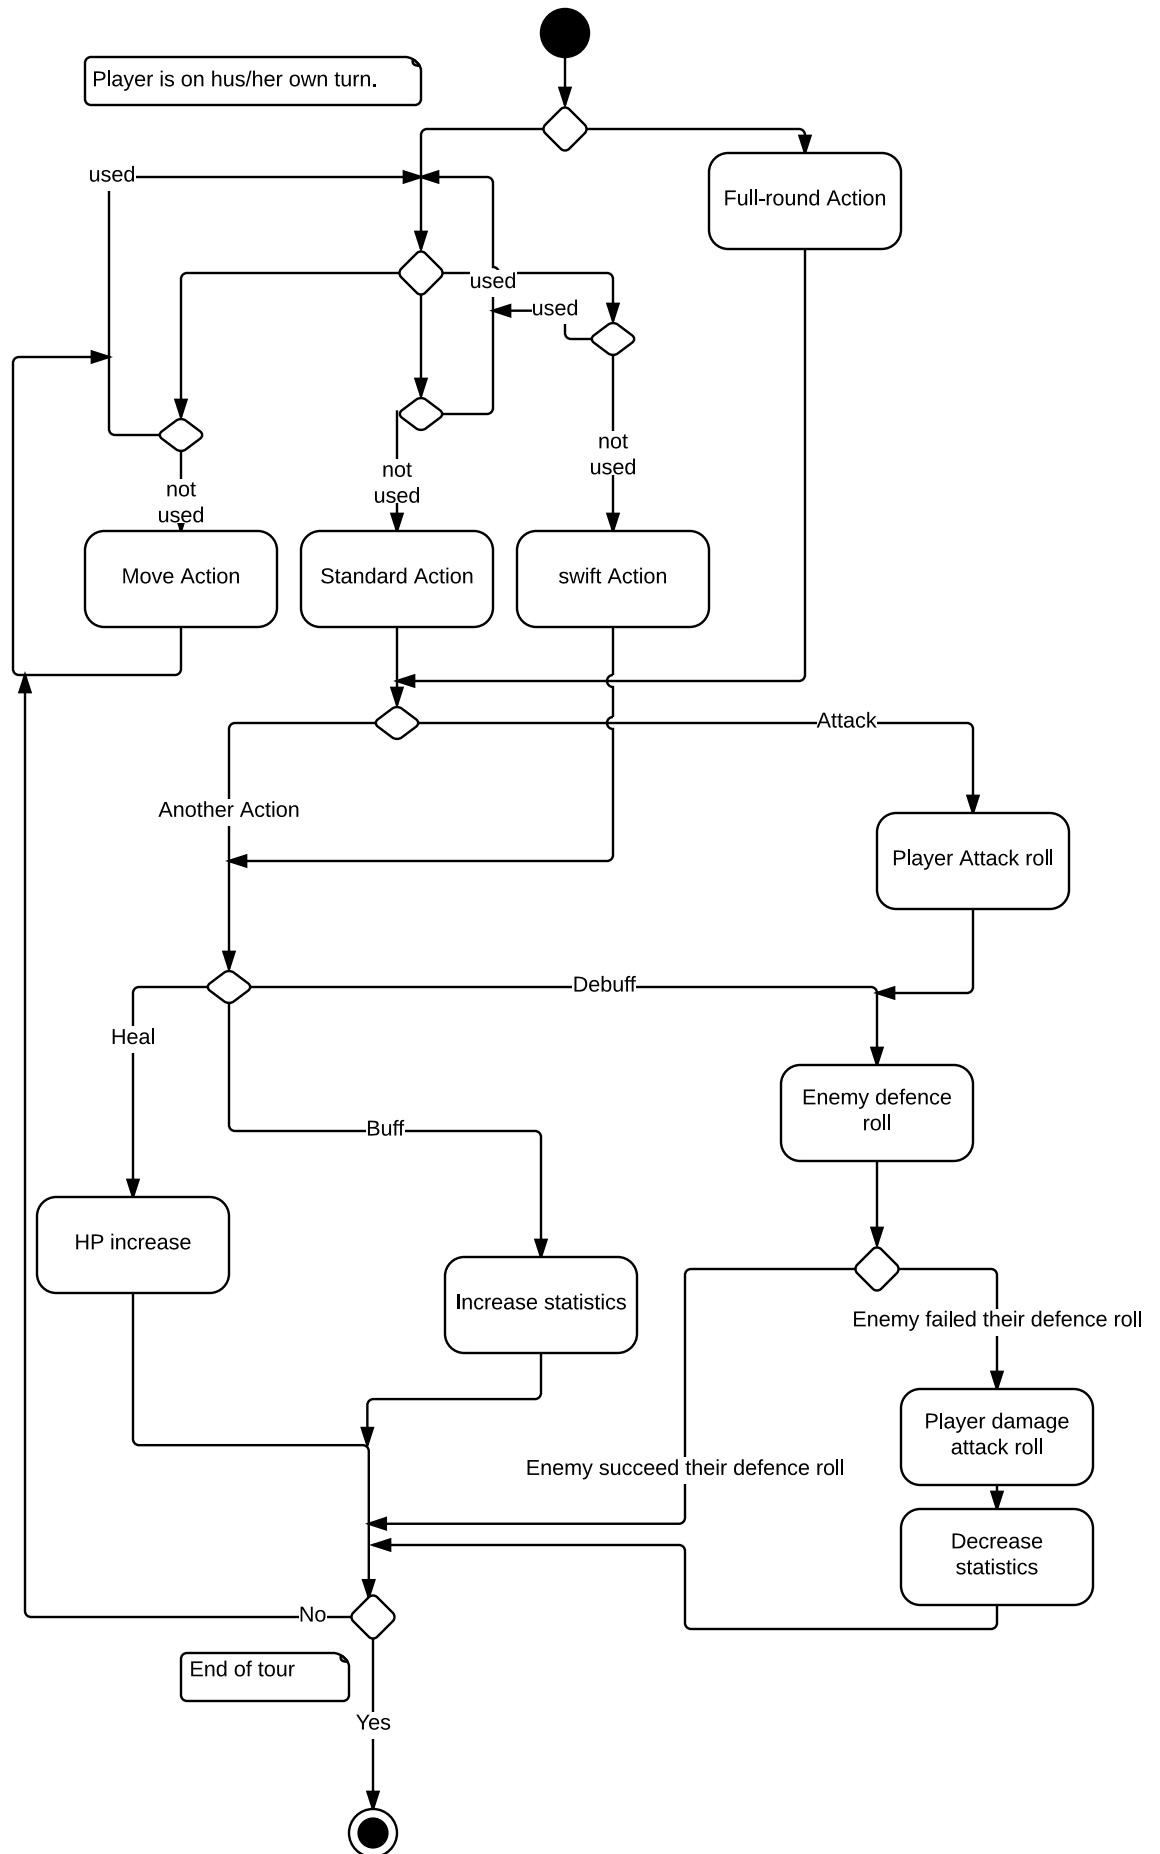 Player is on hus/her own turn.
used
Full-round Action
used
used
not
used
not
used
not
used
Move Action
Standard Action
swift Action
Attack
Another Action
Player Attack roll
Debuff
Heal
Enemy defence
roll
Buff
HP increase
Increase statistics
Enemy failed their defence roll
Player damage
attack roll
Enemy succeed their defence roll
Decrease
statistics
No
End of tour
Yes